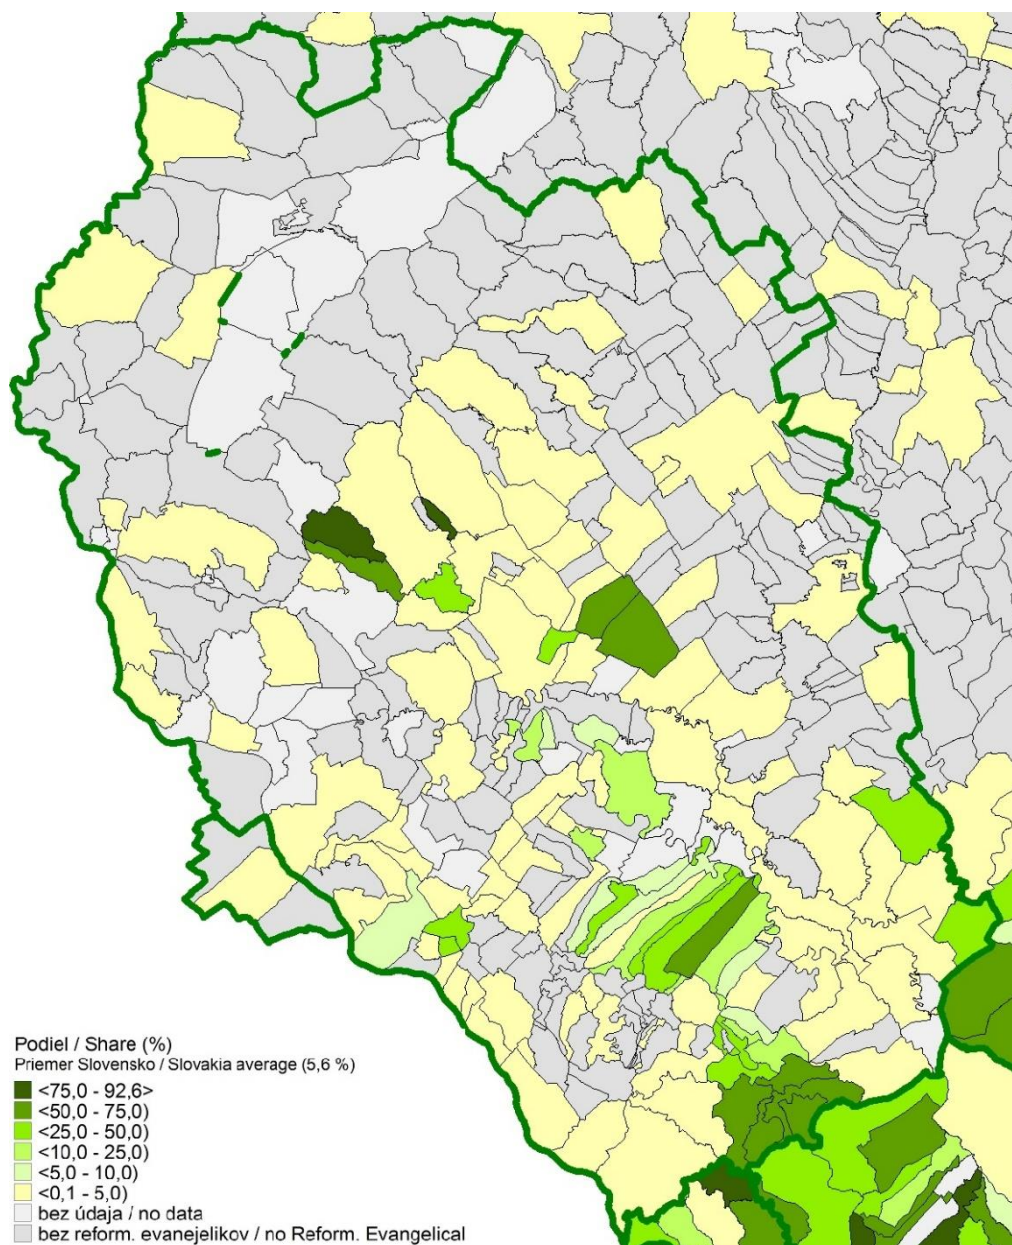 Podiel / Share (%)
Priemer Slovensko / Slovakia average (5,6 %)
<75,0 - 92,6>
<50,0 - 75,0)
<25,0 - 50,0)
<10,0 - 25,0)
<5,0 - 10,0)
<0,1 - 5,0)
bez údaja / no data
bez reform. evanejelikov / no Reform. Evangelical